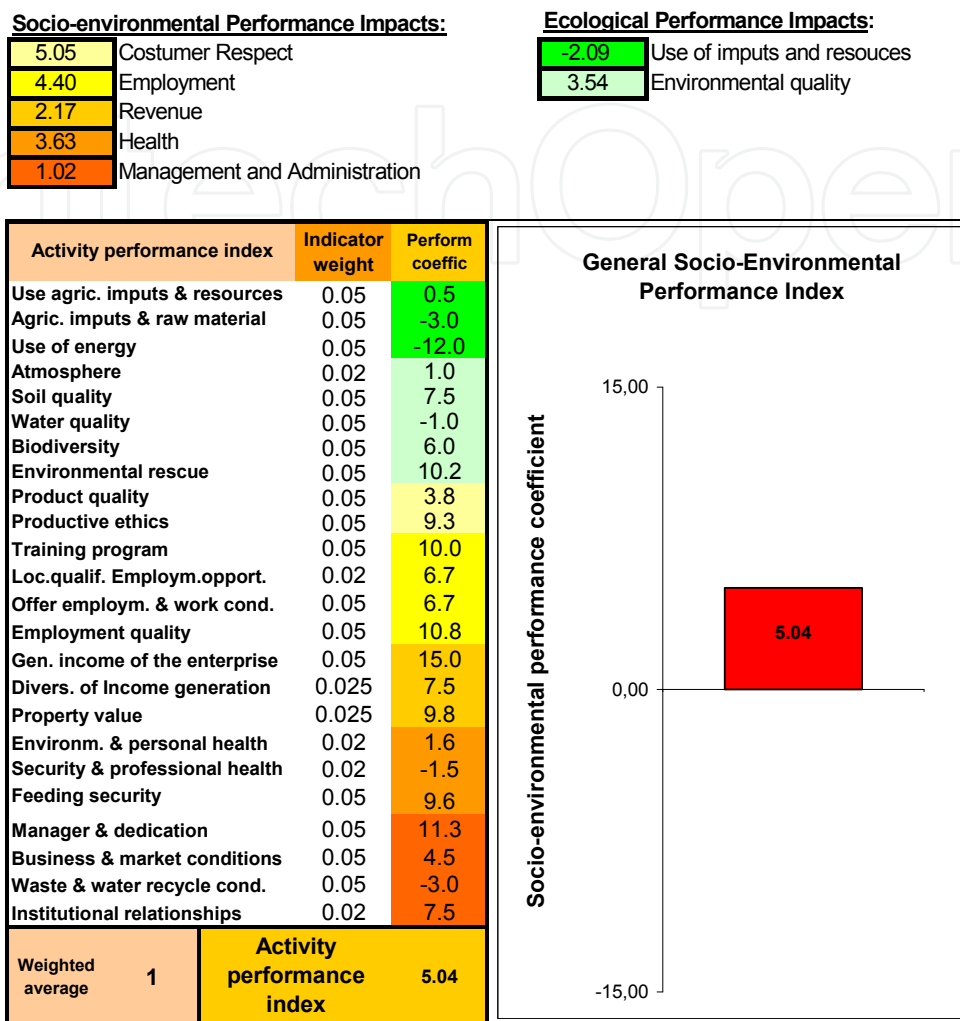 Socio-environmental Performance Impacts:
5.05 Costumer Respect
4.40 Employment
2.17 Revenue
3.63 Health
1.02 Management and Administration
Ecological Performance Impacts:
-2.09 Use of imputs and resouces
3.54 Environmental quality
Activity performance index Indicator weight Perform coeffic
Use agric. imputs & resources 0.05 0.5
Agric. imputs & raw material 0.05 -3.0
Use of energy 0.05 -12.0
Atmosphere 0.02 1.0
Soil quality 0.05 7.5
Water quality 0.05 -1.0
Biodiversity 0.05 6.0
Environmental rescue 0.05 10.2
Product quality 0.05 3.8
Productive ethics 0.05 9.3
Training program 0.05 10.0
Loc.qualif. Employm.opport. 0.02 6.7
Offer employm. & work cond. 0.05 6.7
Employment quality 0.05 10.8
Gen. income of the enterprise 0.05 15.0
Divers. of Income generation 0.025 7.5
Property value 0.025 9.8
Environm. & personal health 0.02 1.6
Security & professional health 0.02 -1.5
Feeding security 0.05 9.6
Manager & dedication 0.05 11.3
Business & market conditions 0.05 4.5
Waste & water recycle cond. 0.05 -3.0
Institutional relationships 0.02 7.5
Weighted average 1 Activity performance index 5.04
General Socio-Environmental
Performance Index
Socio-environmental performance coefficient
15,00
5.04
0,00
-15,00